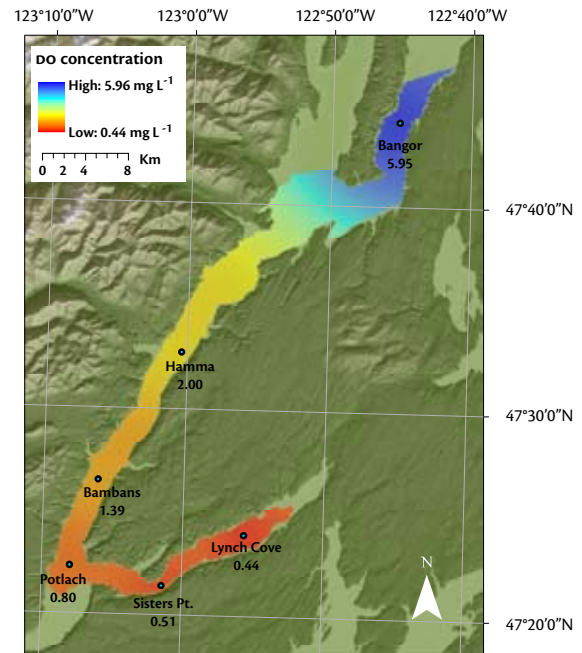 123°10'0"W 123°0'0"W 122°50'0"W 122°40'0"W
DO concentration
High: 5.96 mg L-1
Low: 0.44 mg L-1
Km
0 2 4 8
Bangor
5.95
47°40'0"N
Hamma
2.00
47°30'0"N
Bambans
1.39
Lynch Cove
0.44
N
Potlach
0.80
Sisters Pt.
0.51
47°20'0"N